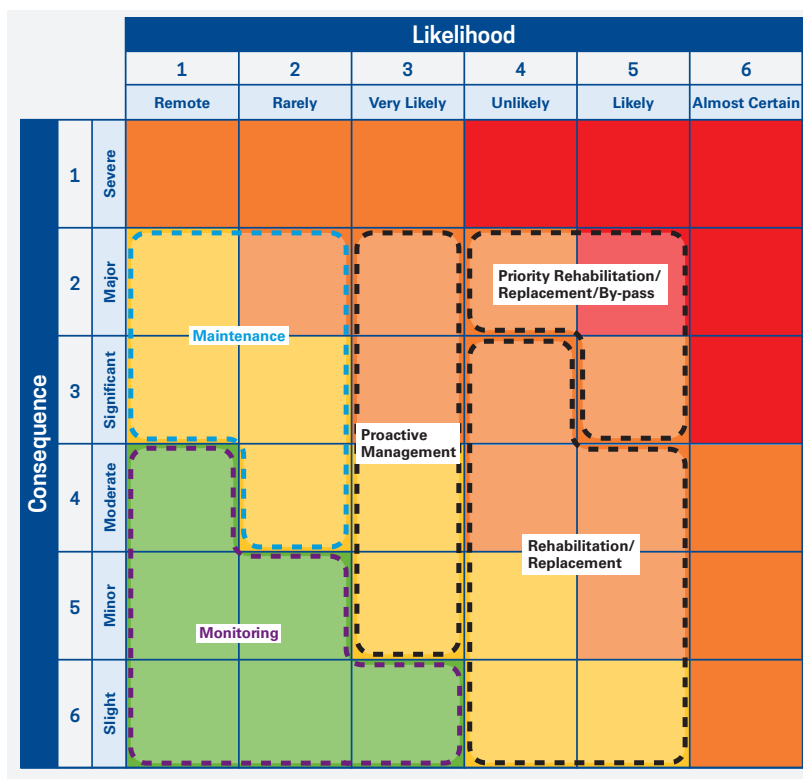 Likelihood
1 2 3 4 5 6
Remote Rarely Very Likely Unlikely Likely Almost Certain
Consequence
1 Severe
2 Major
Priority Rehabilitation/
Replacement/By-pass
Maintenance
3 Significant
Proactive
Management
4 Moderate
Rehabilitation/
Replacement
5 Minor
Monitoring
6 Slight